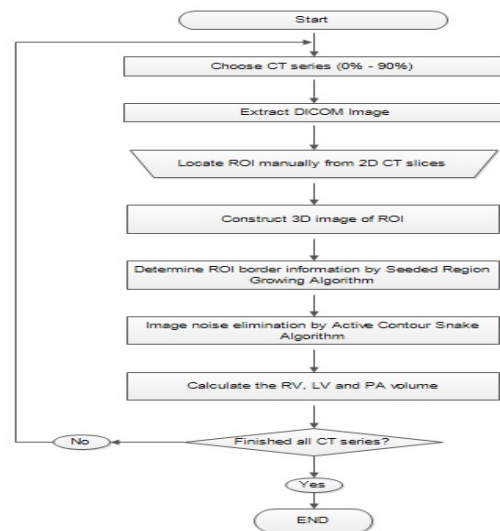 Start
Choose CT series (0% - 90%)
Extract DICOM Image
Locate ROI manually from 2D CT slices
Construct 3D image of ROI
Determine ROI border information by Seeded Region
Growing Algorithm
Image noise elimination by Active Contour Snake
Algorithm
Calculate the RV, LV and PA volume
Finished all CT series?
No
Yes
END